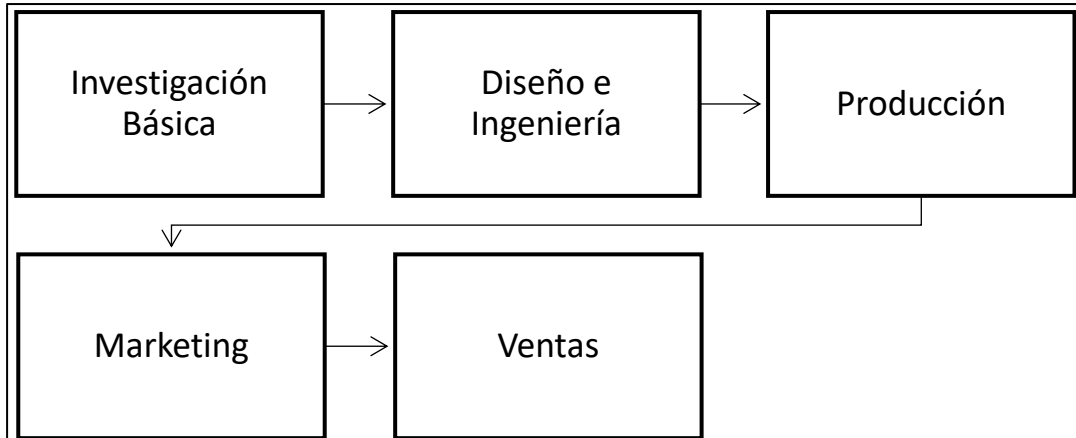 Investigación
Básica
Diseño e
Ingeniería
Producción
Marketing
Ventas